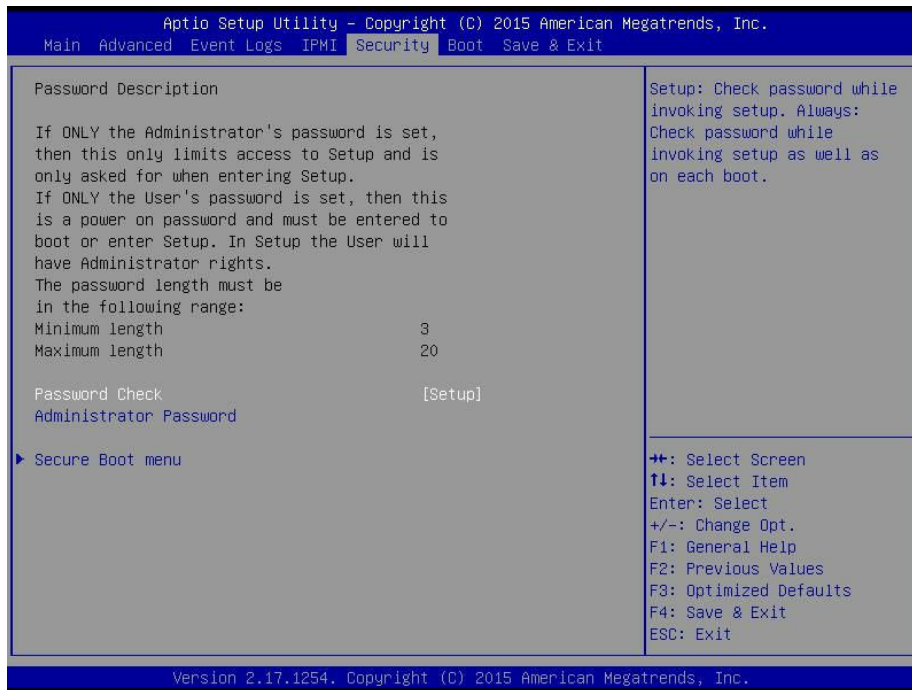 Aptio Setup Utility – Copyright (C) 2015 American Megatrends, Inc.
Main Advanced Event Logs IPMI Security Boot Save & Exit
Password Description
If ONLY the Administrator's password is set,
then this only limits access to Setup and is
only asked for when entering Setup.
If ONLY the User's password is set, then this
is a power on password and must be entered to
boot or enter Setup. In Setup the User will
have Administrator rights.
The password length must be
in the following range:
Minimum length 3
Maximum length 20
Password Check [Setup]
Administrator Password
► Secure Boot menu
Setup: Check password while
invoking setup. Always:
Check password while
invoking setup as well as
on each boot.
→←: Select Screen
↑↓: Select Item
Enter: Select
+/-: Change Opt.
F1: General Help
F2: Previous Values
F3: Optimized Defaults
F4: Save & Exit
ESC: Exit
Version 2.17.1254. Copyright (C) 2015 American Megatrends, Inc.